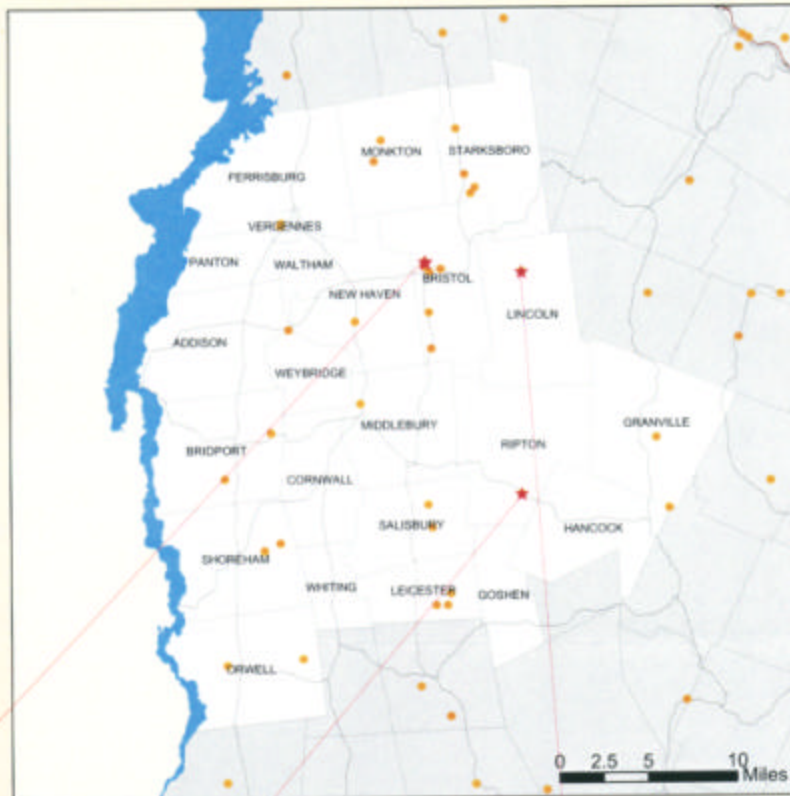 MONKTON
STARKSBORO
FERRISBURG
VERGENNES
PANTON
WALTHAM
BRISTOL
NEW HAVEN
LINCOLN
ADDISON
WEYBRIDGE
GRANVILLE
MIDDLEBURY
RIPTON
BRIDPORT
CORNWALL
SALISBURY
HANCOCK
SHOREHAM
WHITING
LEICESTER
GOSHEN
ORWELL
0 2.5 5 10
Miles